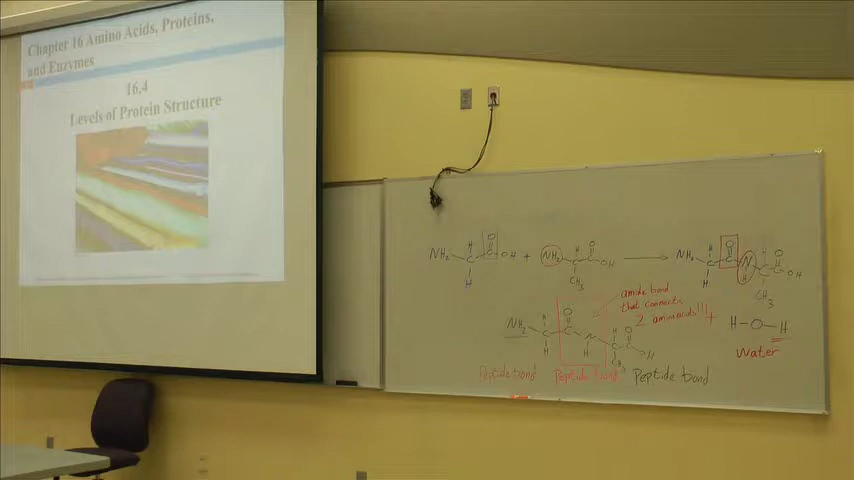 Chapter 16 Amino Acids, Proteins,
and Enzymes
16.4
Levels of Protein Structure
NH₂ C H H C O OH + NH₂ C H CH₃ C O OH → NH₂ C H H C O N H C H CH₃ C O OH
amide bond
that connects
2 amino acids!!!
+
H-O-H
Water
NH₂ C H H C O N H C H CH₃ C O
Peptide bond Peptide bond Peptide bond